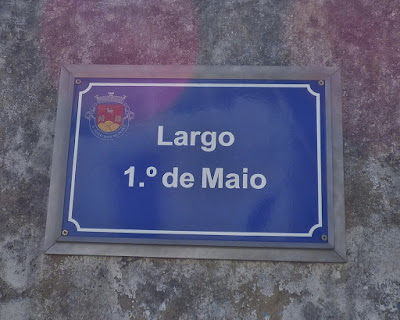 Largo
1.º de Maio